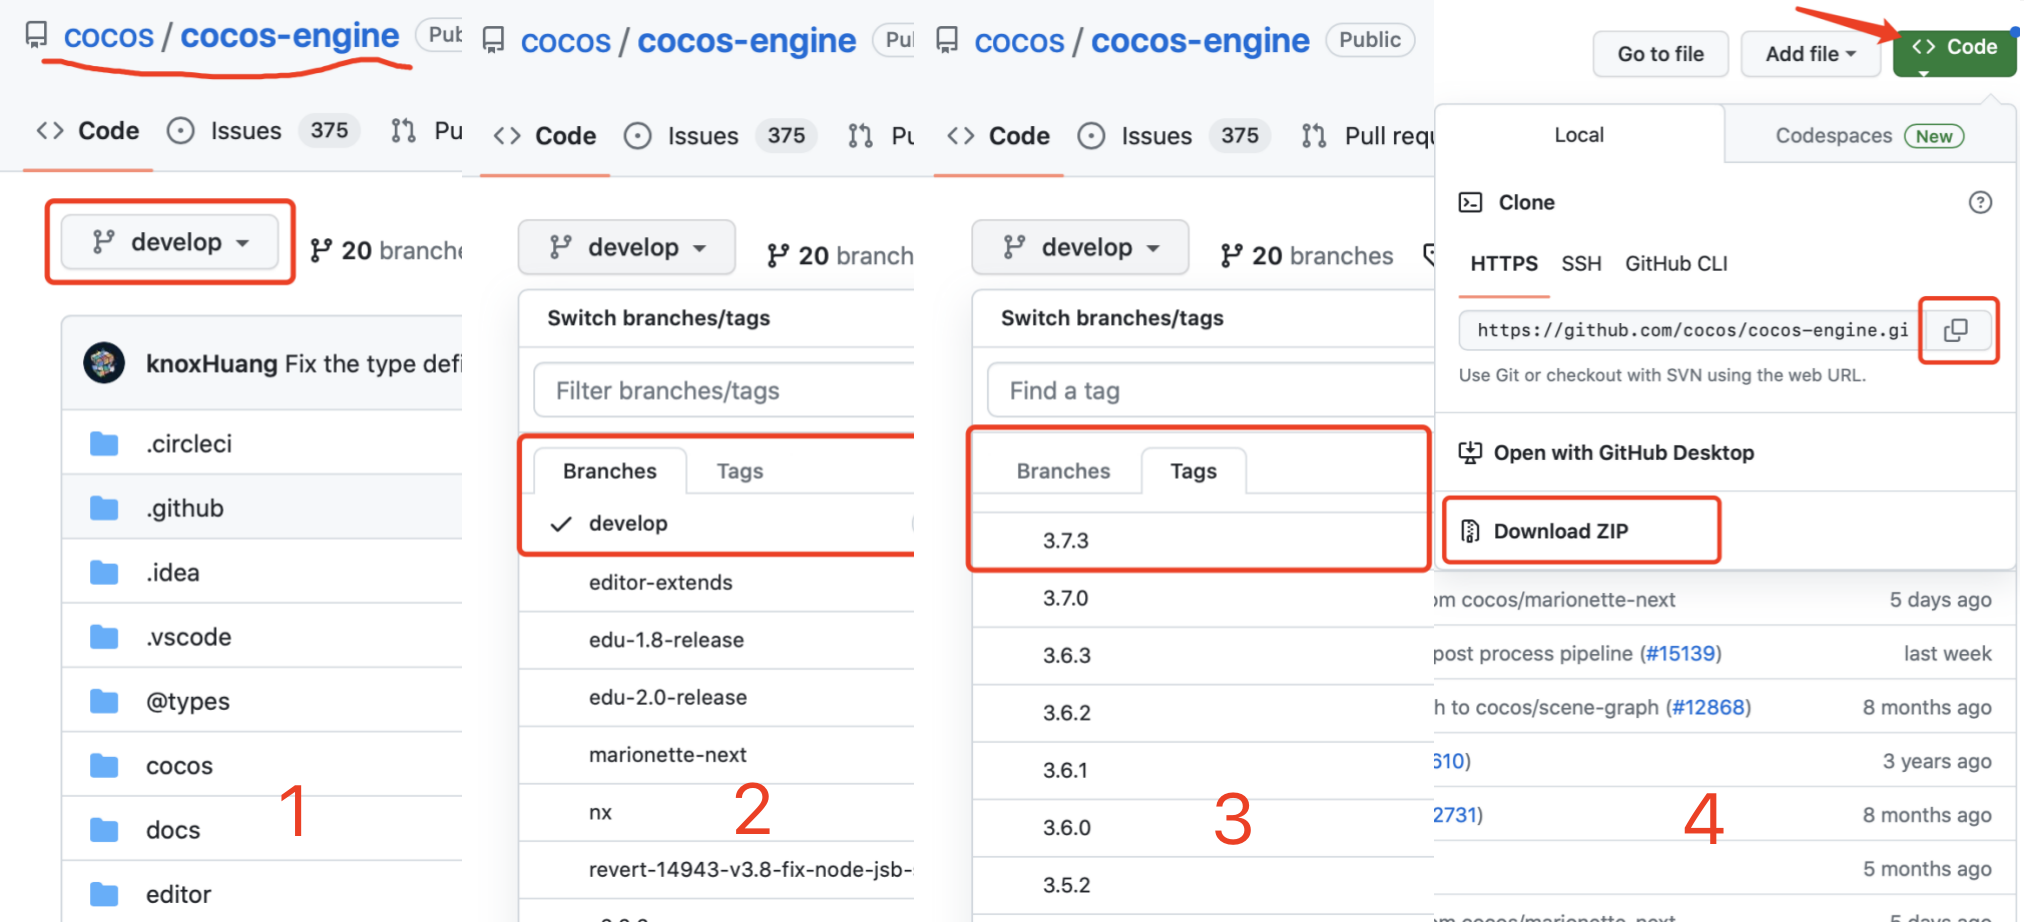 cocos / cocos-engine
<> Code Issues 375
develop 20 branche
knoxHuang Fix the type defi
.circleci
.github
.idea
.vscode
@types
cocos
docs
editor
1
cocos / cocos-engine
<> Code Issues 375
develop 20 branch
Switch branches/tags
Filter branches/tags
Branches Tags
develop
editor-extends
edu-1.8-release
edu-2.0-release
marionette-next
nx
revert-14943-v3.8-fix-node-jsb-
2
cocos / cocos-engine Public
<> Code Issues 375 Pull requ
develop 20 branches
Switch branches/tags
Find a tag
Branches Tags
3.7.3
3.7.0
3.6.3
3.6.2
3.6.1
3.6.0
3.5.2
3
Go to file Add file <> Code
Local Codespaces New
Clone
HTTPS SSH GitHub CLI
https://github.com/cocos/cocos-engine.gi
Use Git or checkout with SVN using the web URL.
Open with GitHub Desktop
Download ZIP
om cocos/marionette-next 5 days ago
post process pipeline (#15139) last week
h to cocos/scene-graph (#12868) 8 months ago
610) 3 years ago
2731) 8 months ago
5 months ago
4